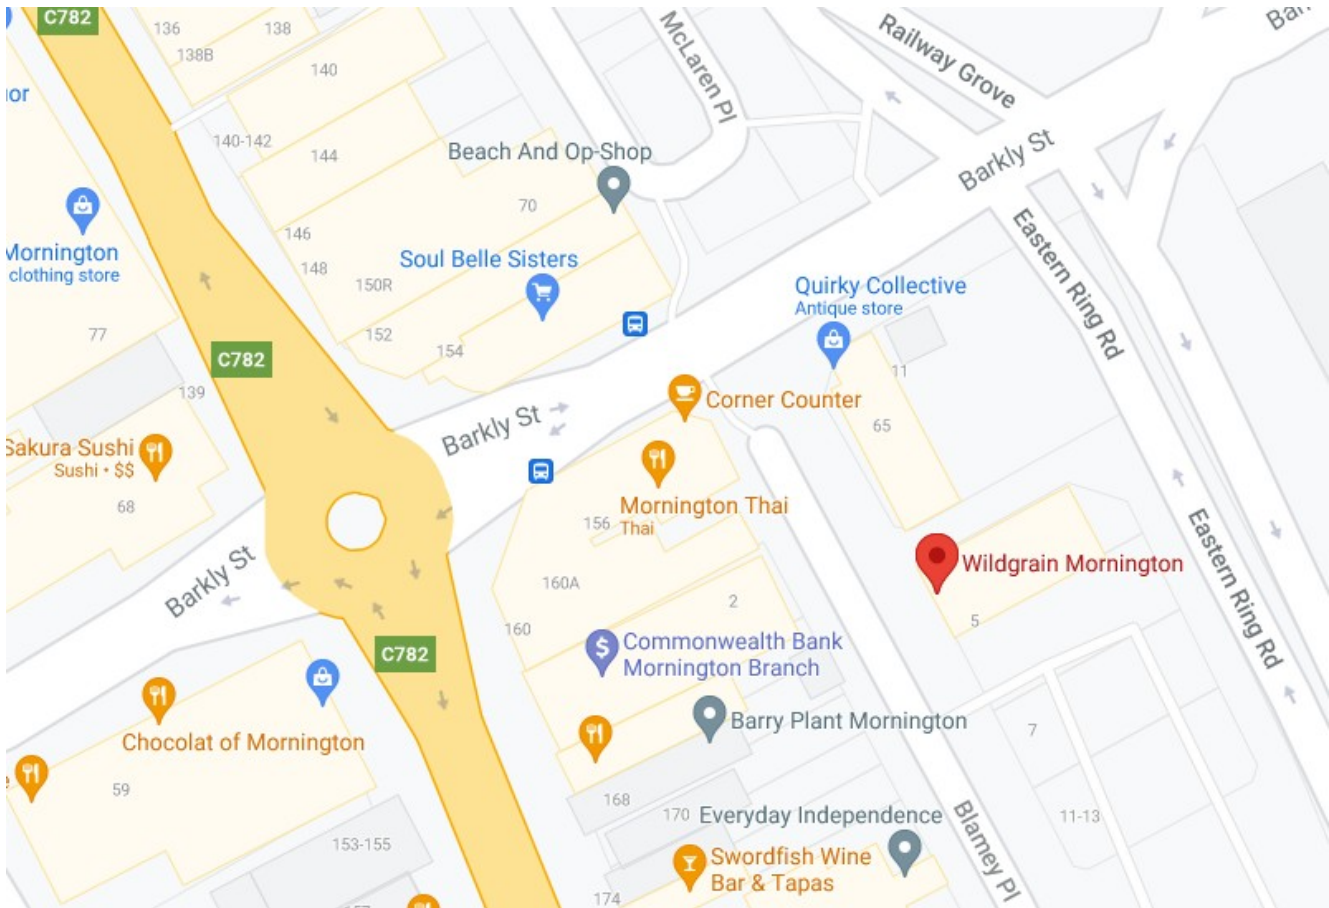 C782
136
138
138B
140
McLaren Pl
Railway Grove
140-142
144
Beach And Op-Shop
Barkly St
70
Mornington
clothing store
146
148
150R
Soul Belle Sisters
Eastern Ring Rd
Quirky Collective
Antique store
77
C782
152
154
139
11
Corner Counter
65
Barkly St
Sakura Sushi
Sushi • $$
68
Mornington Thai
Thai
156
Eastern Ring Rd
Wildgrain Mornington
Barkly St
160A
2
5
160
C782
Commonwealth Bank
Mornington Branch
$
Barry Plant Mornington
7
Chocolat of Mornington
59
168
170
Everyday Independence
11-13
Blamey Pl
153-155
Swordfish Wine
Bar & Tapas
174